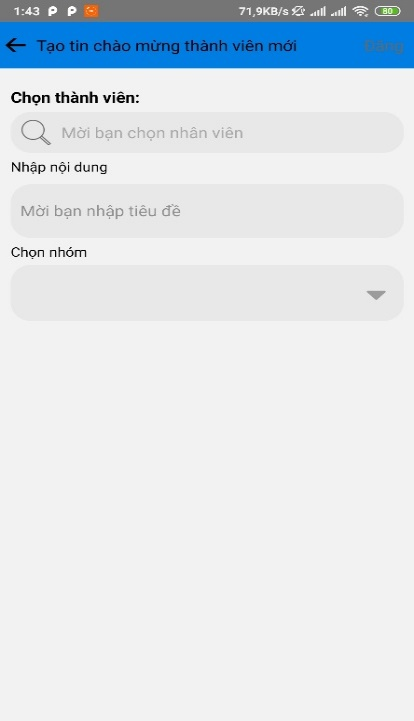 1:43 71,9KB/s 80
Tạo tin chào mừng thành viên mới Đăng
Chọn thành viên:
Mời bạn chọn nhân viên
Nhập nội dung
Mời bạn nhập tiêu đề
Chọn nhóm